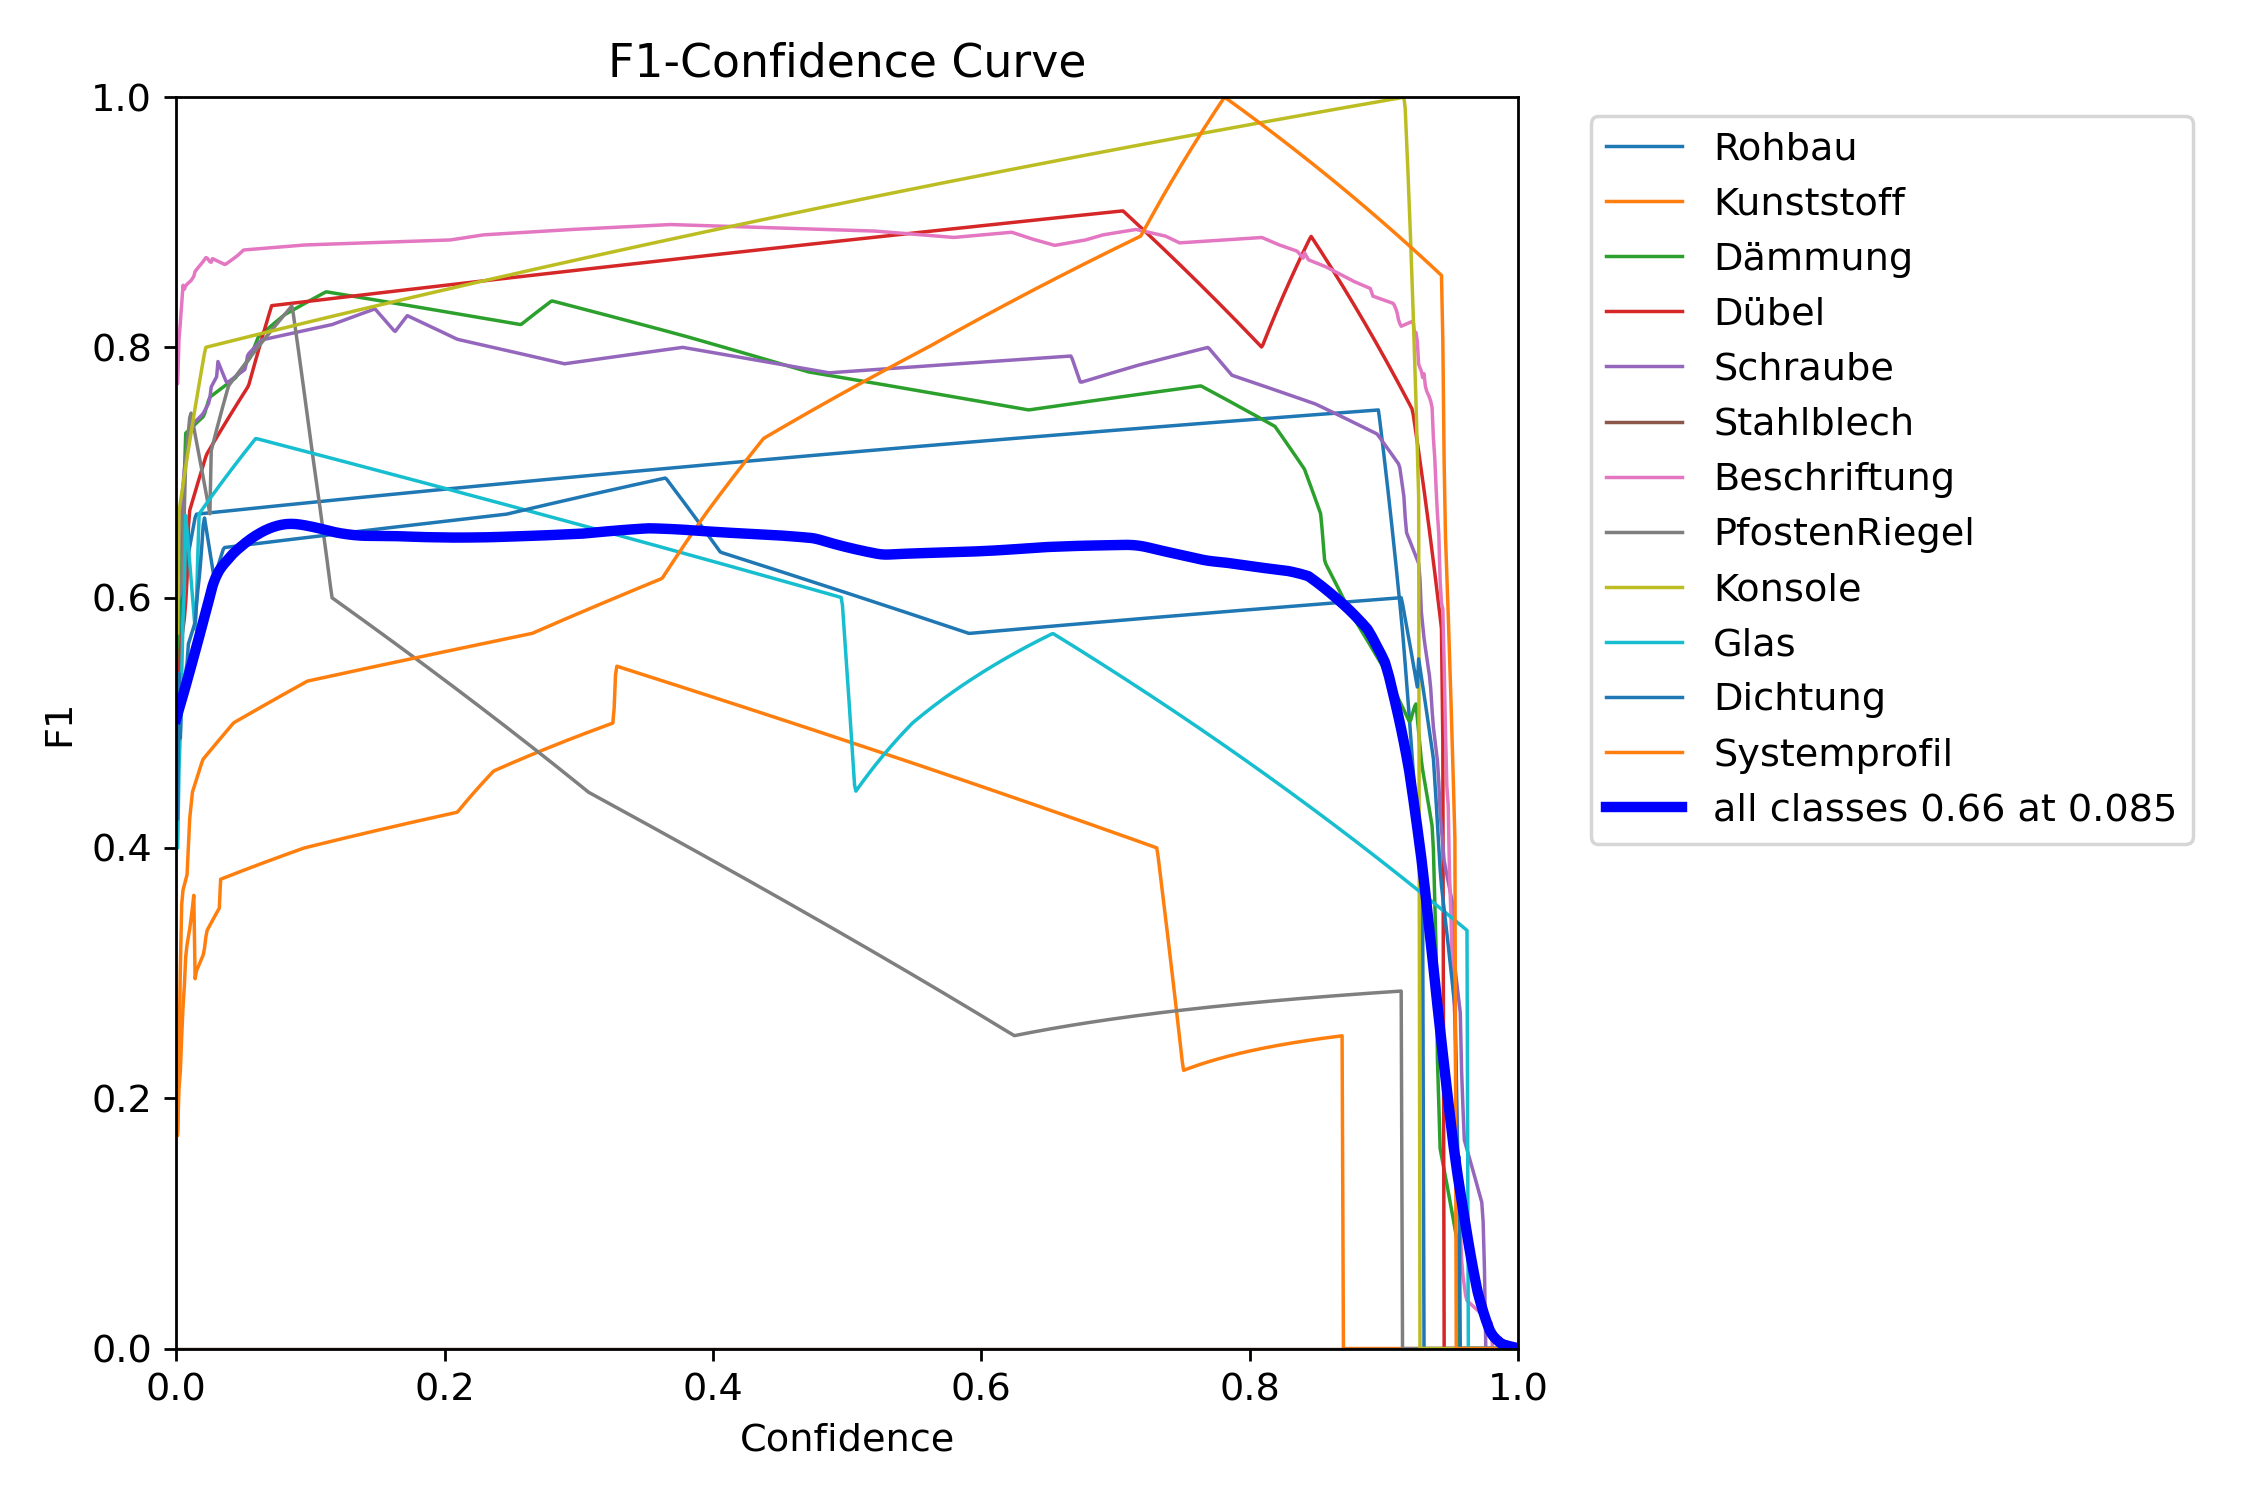 F1-Confidence Curve
1.0
0.8
0.6
0.4
0.2
0.0
F1
0.0 0.2 0.4 0.6 0.8 1.0
Confidence
Rohbau
Kunststoff
Dämmung
Dübel
Schraube
Stahlblech
Beschriftung
PfostenRiegel
Konsole
Glas
Dichtung
Systemprofil
all classes 0.66 at 0.085